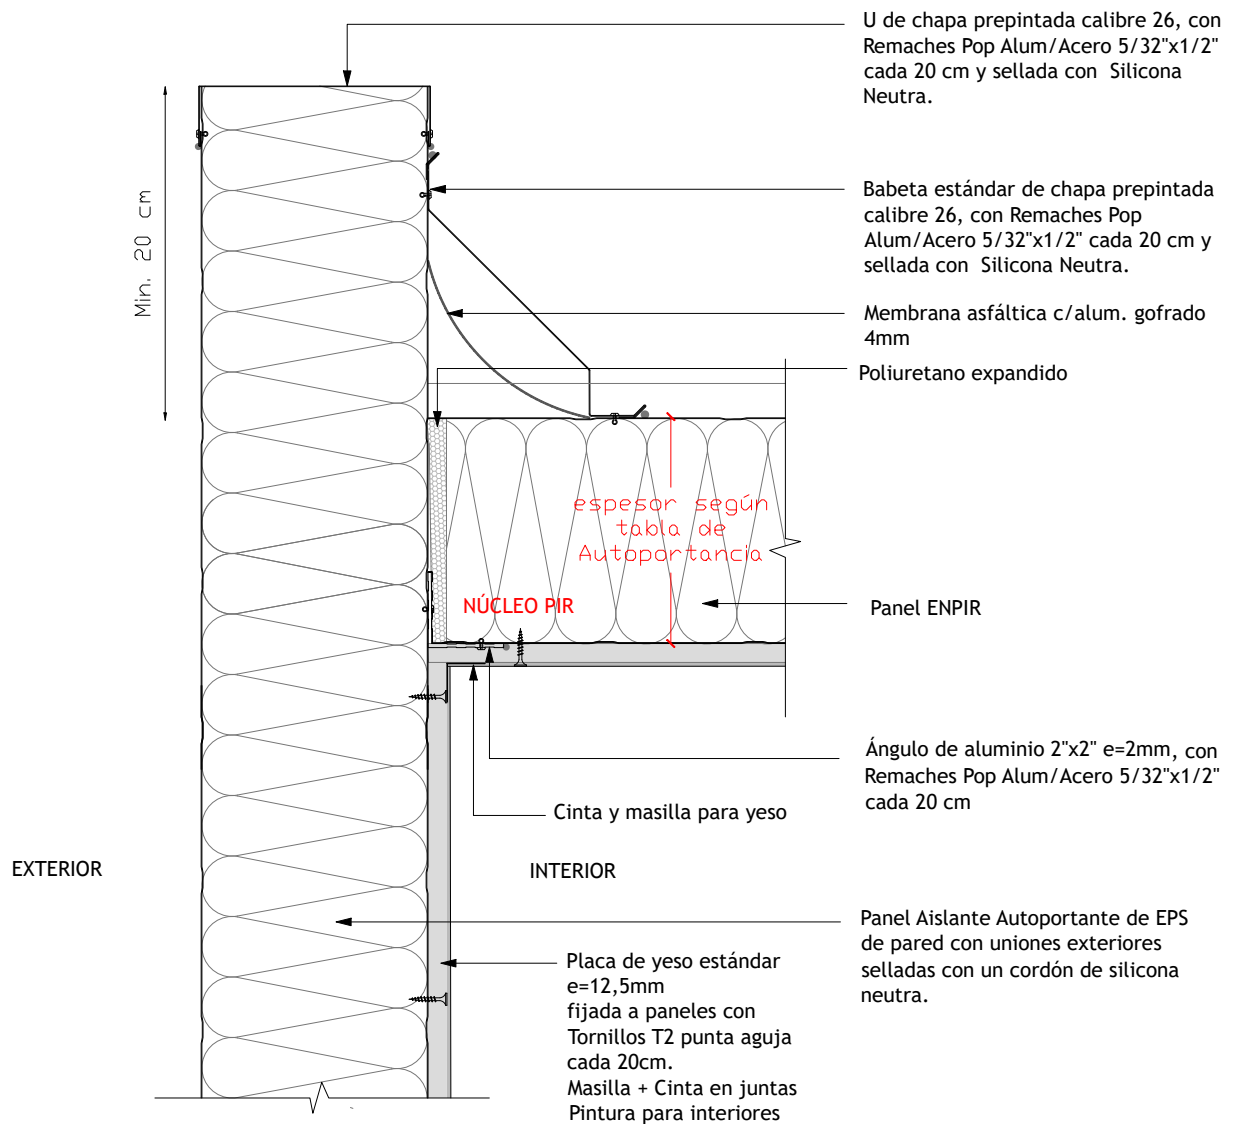 U de chapa prepintada calibre 26, con
Remaches Pop Alum/Acero 5/32"x1/2"
cada 20 cm y sellada con Silicona
Neutra.
Min. 20 cm
Babeta estándar de chapa prepintada
calibre 26, con Remaches Pop
Alum/Acero 5/32"x1/2" cada 20 cm y
sellada con Silicona Neutra.
Membrana asfáltica c/alum. gofrado
4mm
Poliuretano expandido
espesor según
tabla de
Autoportancia
NÚCLEO PIR
Panel ENPIR
Ángulo de aluminio 2"x2" e=2mm, con
Remaches Pop Alum/Acero 5/32"x1/2"
cada 20 cm
Cinta y masilla para yeso
EXTERIOR
INTERIOR
Panel Aislante Autoportante de EPS
de pared con uniones exteriores
selladas con un cordón de silicona
neutra.
Placa de yeso estándar
e=12,5mm
fijada a paneles con
Tornillos T2 punta aguja
cada 20cm.
Masilla + Cinta en juntas
Pintura para interiores